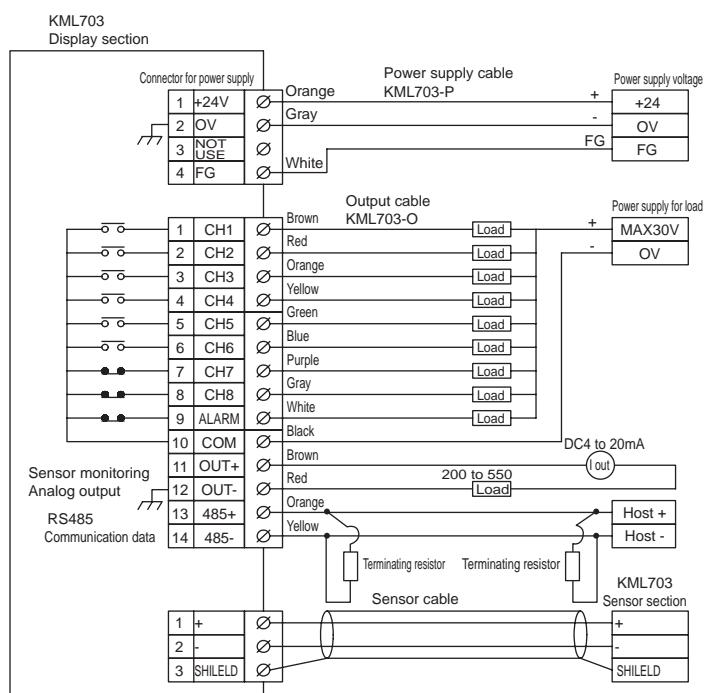 KML703
Display section
Connector for power supply
Power supply cable
KML703-P
Power supply voltage
1 +24V Orange + +24
2 OV Gray - OV
3 NOT USE
4 FG White FG FG
Output cable
KML703-O
Power supply for load
1 CH1 Brown Load + MAX30V
2 CH2 Red Load - OV
3 CH3 Orange Load
4 CH4 Yellow Load
5 CH5 Green Load
6 CH6 Blue Load
7 CH7 Purple Load
8 CH8 Gray Load
9 ALARM White Load
10 COM Black
DC4 to 20mA
Sensor monitoring
Analog output
11 OUT+ Brown I out
12 OUT- Red 200 to 550 Load
RS485
Communication data
13 485+ Orange Host +
14 485- Yellow Host -
Terminating resistor Terminating resistor
Sensor cable
KML703
Sensor section
1 + +
2 - -
3 SHILELD SHILELD